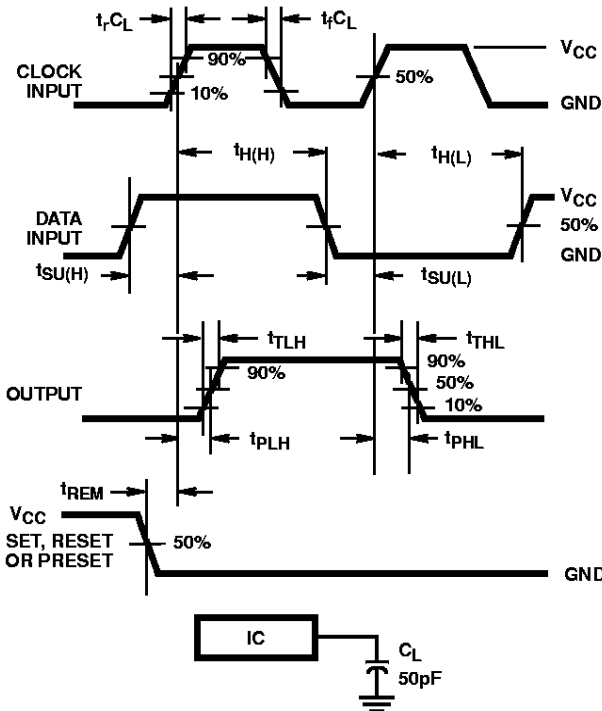 trCL
tfCL
VCC
CLOCK
INPUT
90%
50%
10%
GND
tH(H)
tH(L)
VCC
DATA
INPUT
50%
GND
tSU(H)
tSU(L)
tTLH
tTHL
90%
90%
OUTPUT
50%
10%
tPLH
tPHL
tREM
VCC
SET, RESET
OR PRESET
50%
GND
IC
CL
50pF